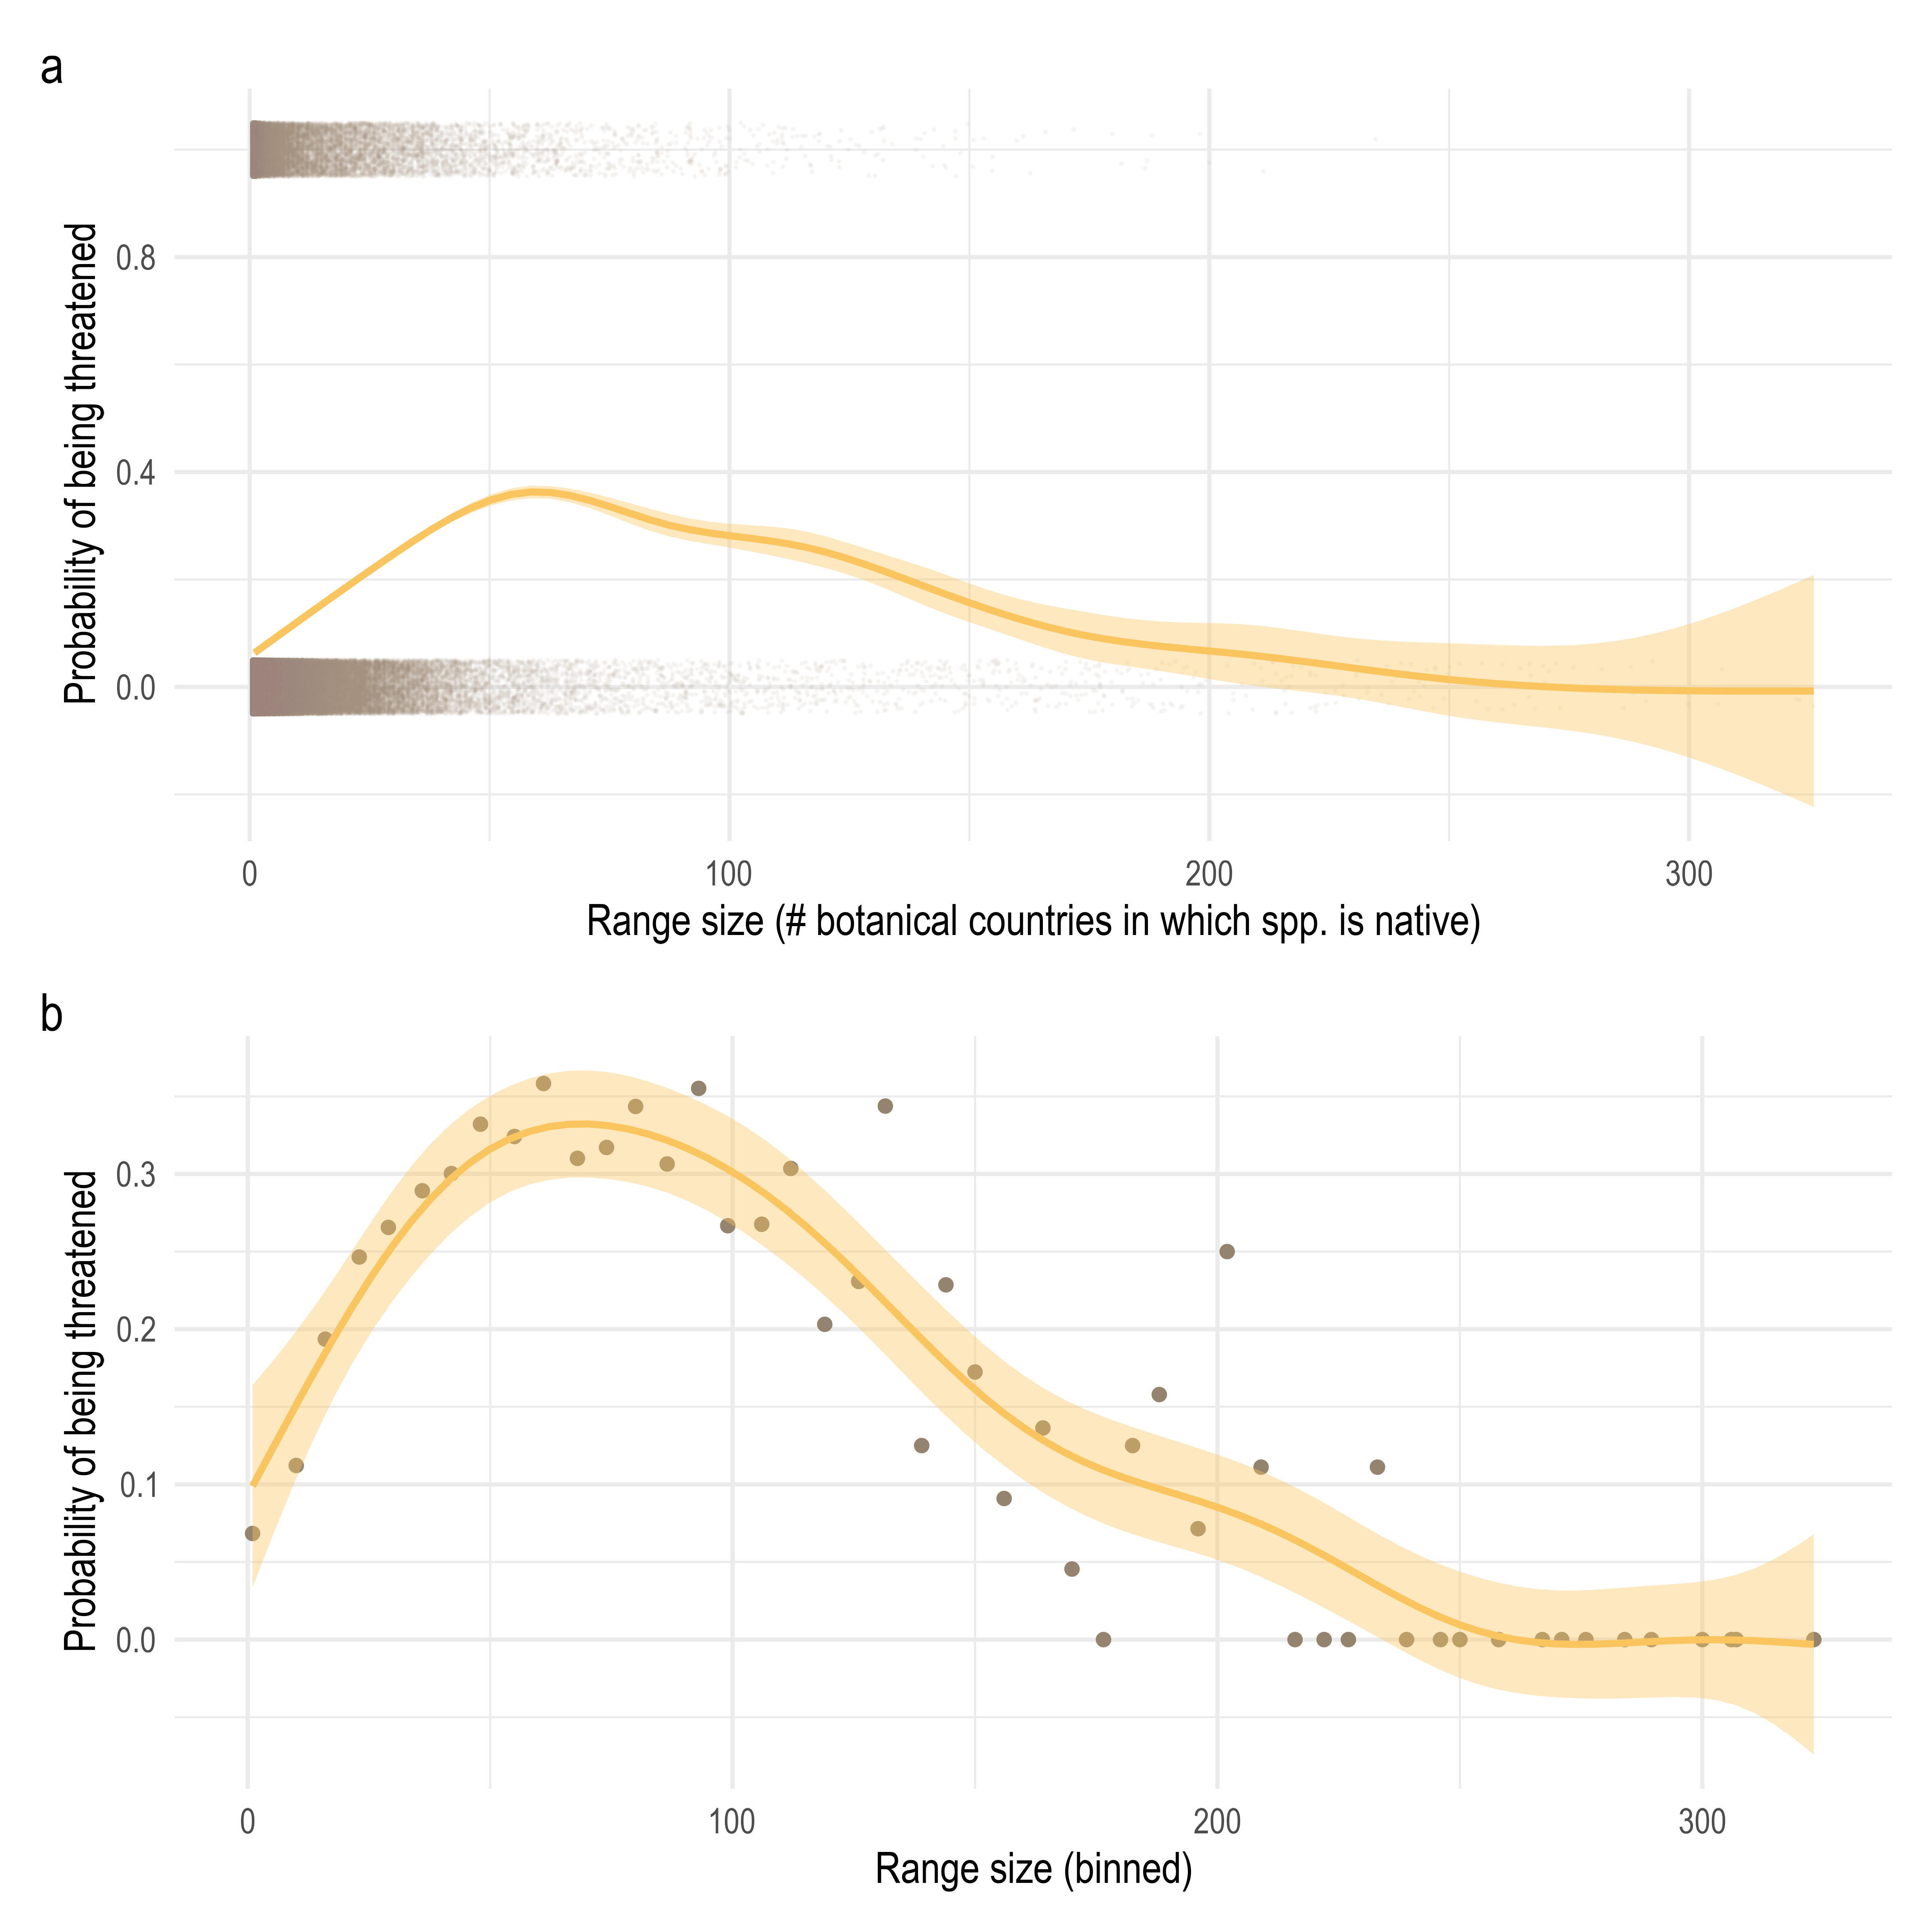 a
Probability of being threatened
0.8
0.4
0.0
0
100
200
300
Range size (# botanical countries in which spp. is native)
b
Probability of being threatened
0.3
0.2
0.1
0.0
0
100
200
300
Range size (binned)